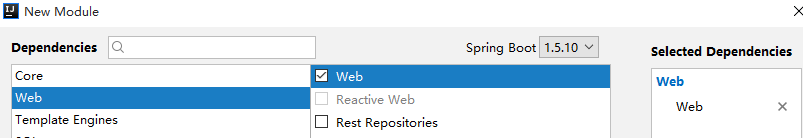 New Module
Dependencies
Spring Boot 1.5.10
Selected Dependencies
Core
Web
Template Engines
Web
Reactive Web
Rest Repositories
Web
Web